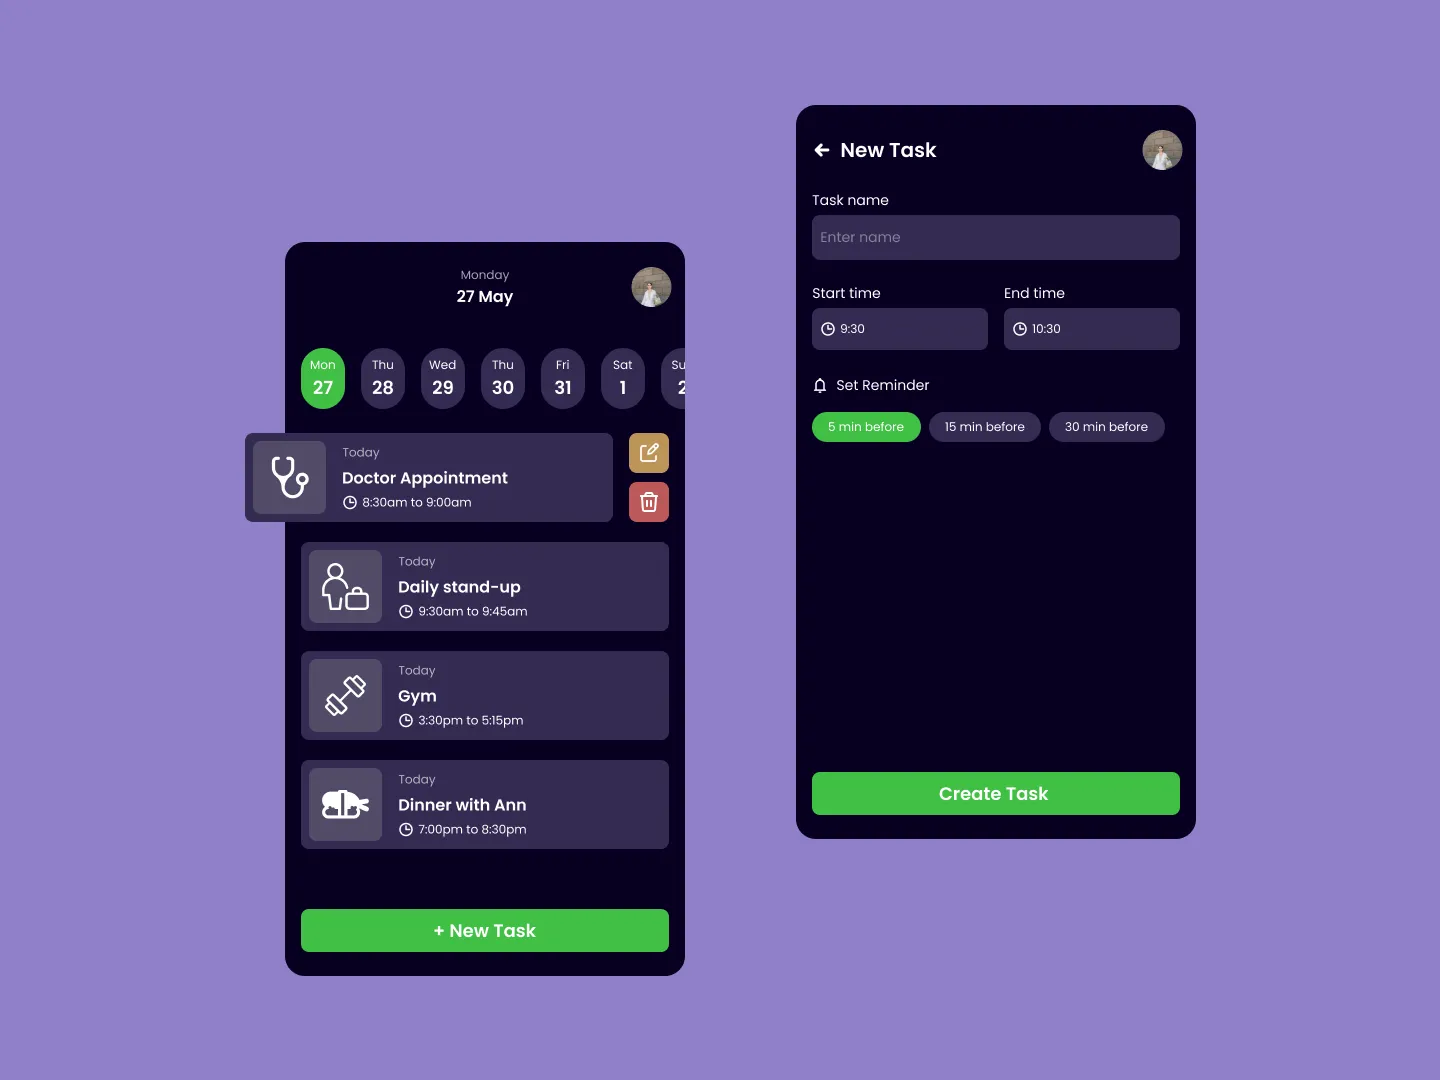 Monday
27 May
Mon Thu Wed Thu Fri Sat Su
27 28 29 30 31 1 2
Today
Doctor Appointment
8:30am to 9:00am
Today
Daily stand-up
9:30am to 9:45am
Today
Gym
3:30pm to 5:15pm
Today
Dinner with Ann
7:00pm to 8:30pm
+ New Task
New Task
Task name
Enter name
Start time End time
9:30 10:30
Set Reminder
5 min before 15 min before 30 min before
Create Task